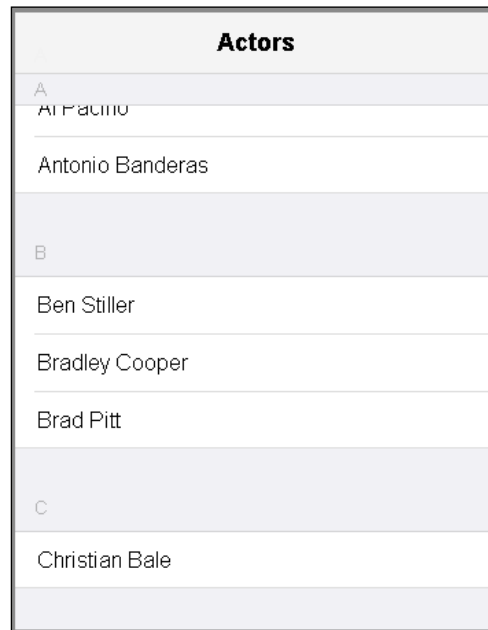 Actors
A
Al Pacino
Antonio Banderas
B
Ben Stiller
Bradley Cooper
Brad Pitt
C
Christian Bale